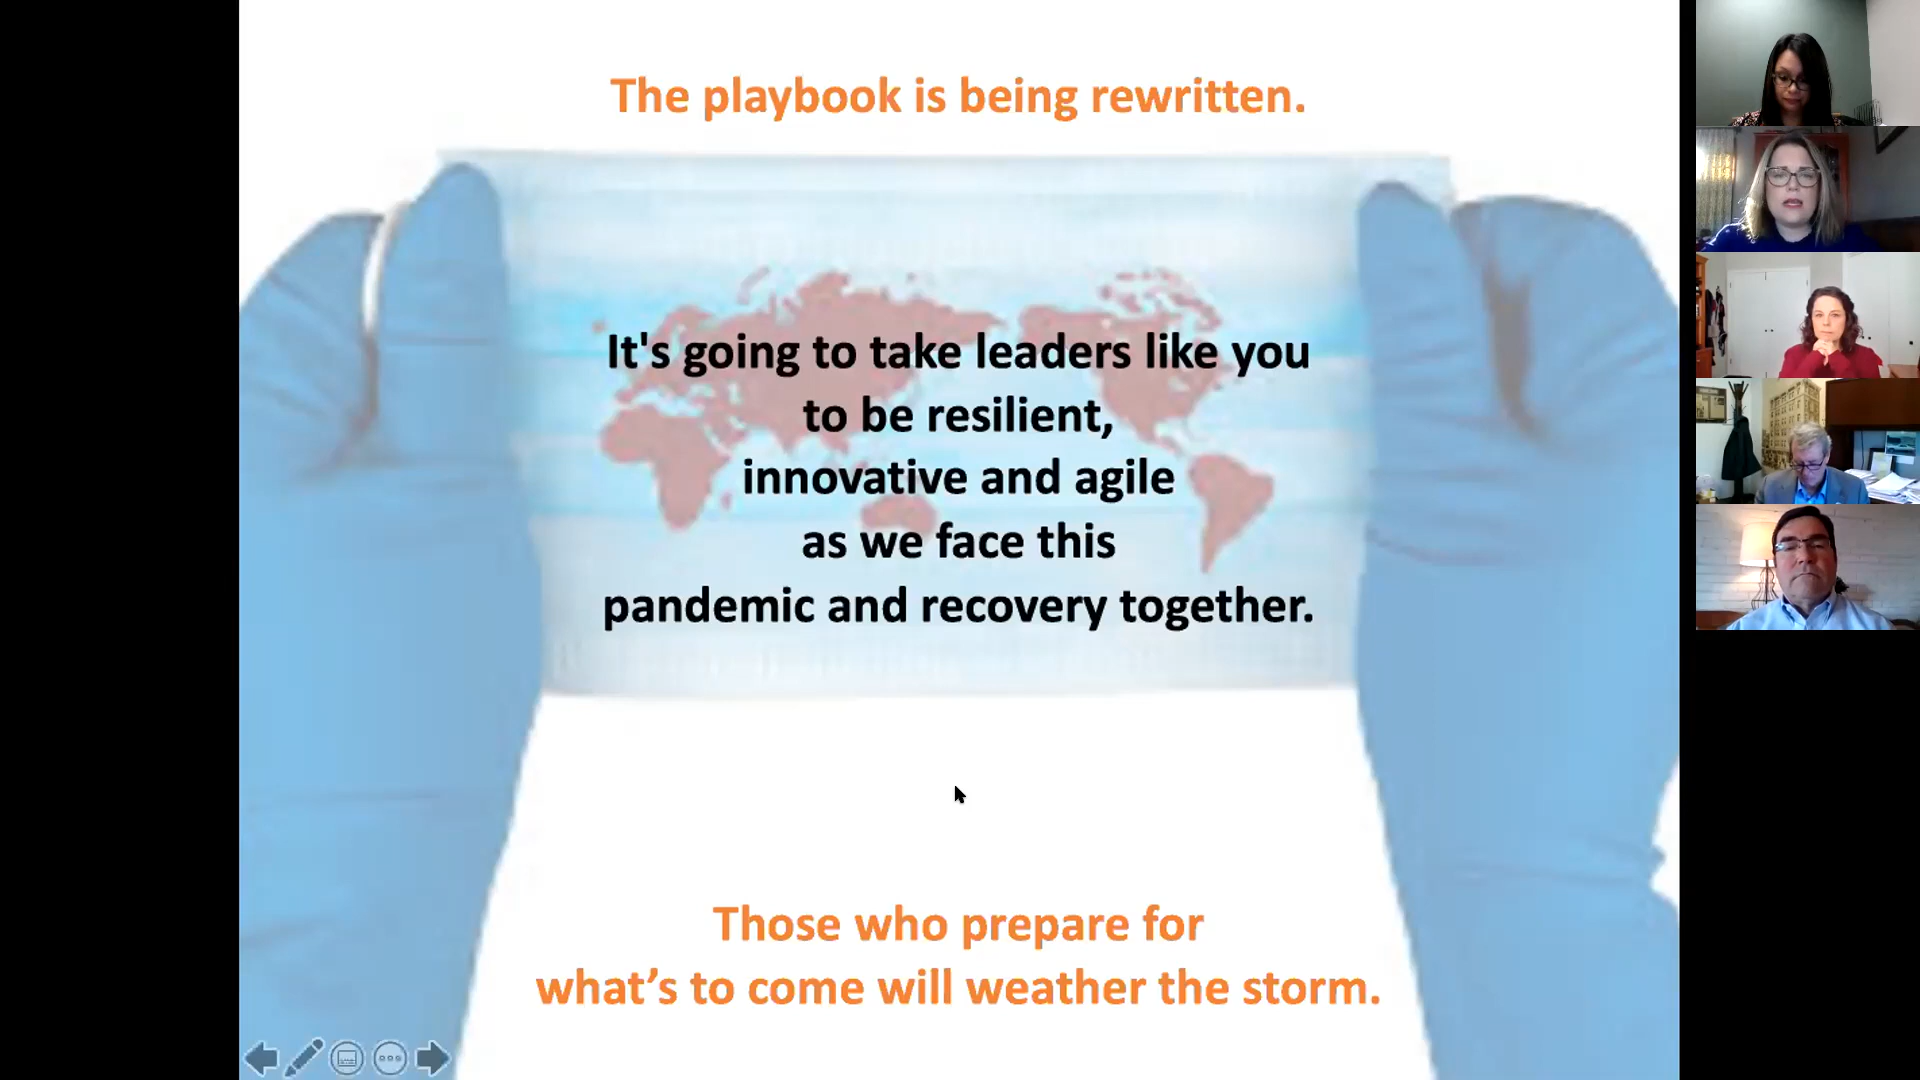 The playbook is being rewritten.
It's going to take leaders like you
to be resilient,
innovative and agile
as we face this
pandemic and recovery together.
Those who prepare for
what’s to come will weather the storm.